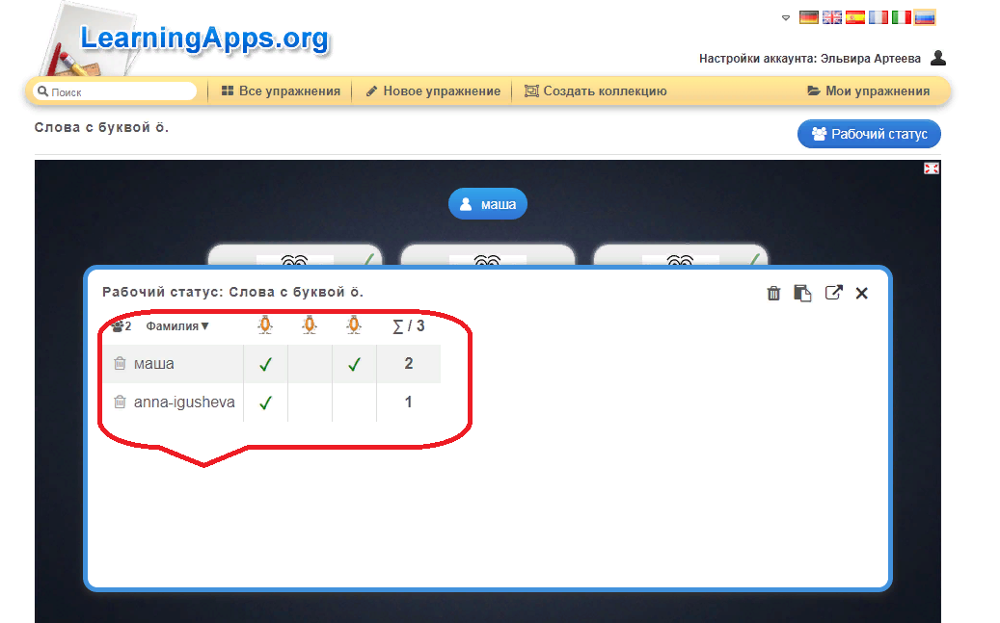 LearningApps.org
Настройки аккаунта: Эльвира Артеева
Поиск
Все упражнения
Новое упражнение
Создать коллекцию
Мои упражнения
Слова с буквой ӧ.
Рабочий статус
маша
Рабочий статус: Слова с буквой ӧ.
2 Фамилия▼ ∑ / 3
маша ✓ ✓ 2
anna-igusheva ✓ 1